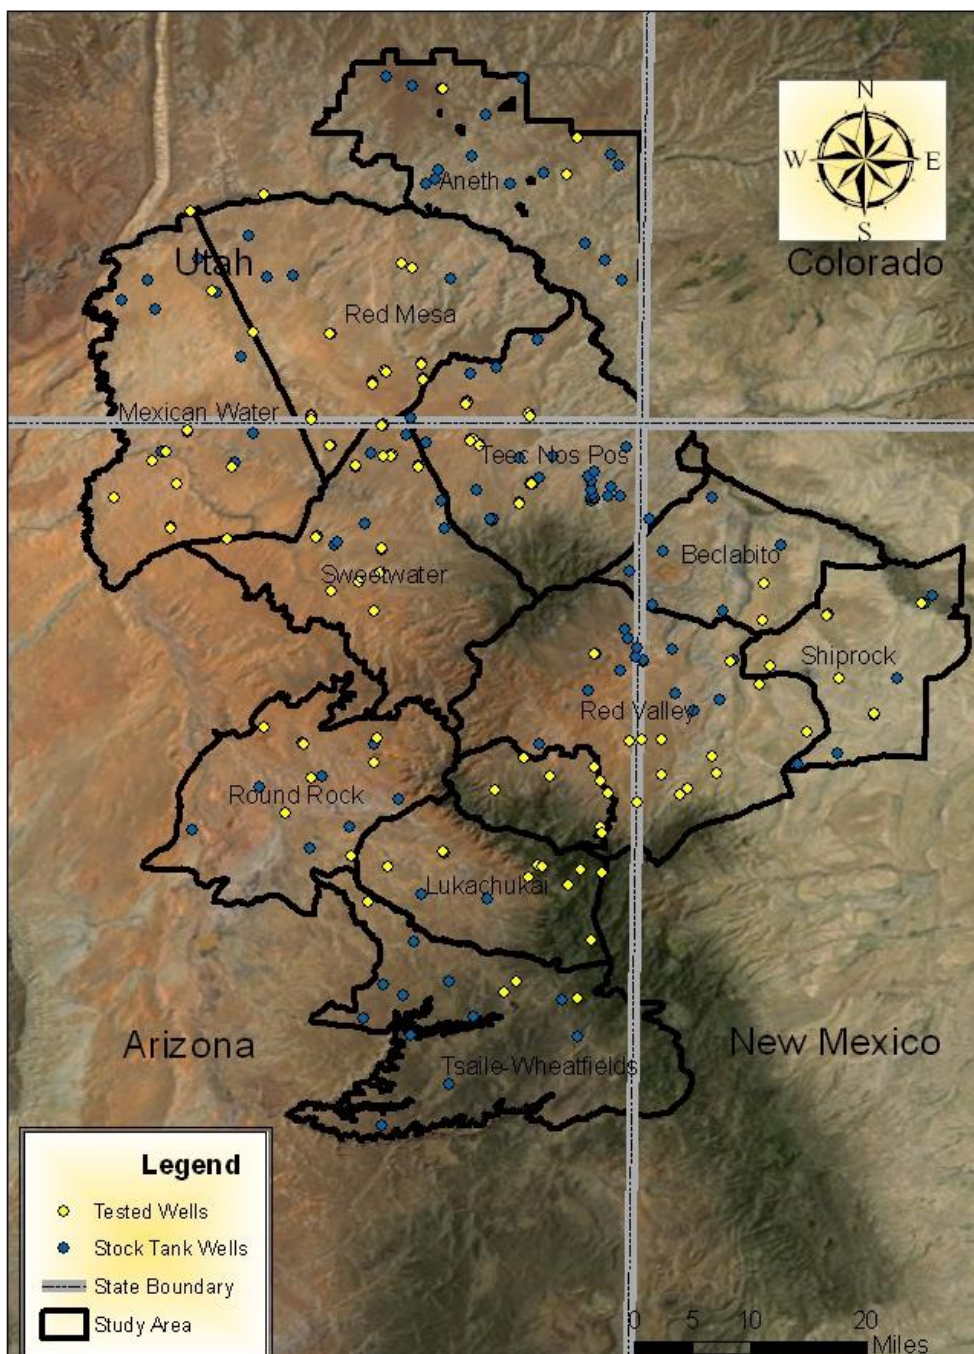 N
W E
S
Aneth
Utah
Colorado
Red Mesa
Mexican Water
Teec Nos Pos
Beclabito
Sweetwater
Shiprock
Red Valley
Round Rock
Lukachukai
Arizona
New Mexico
Tsaile-Wheatfields
Legend
Tested Wells
Stock Tank Wells
State Boundary
Study Area
0 5 10 20
Miles